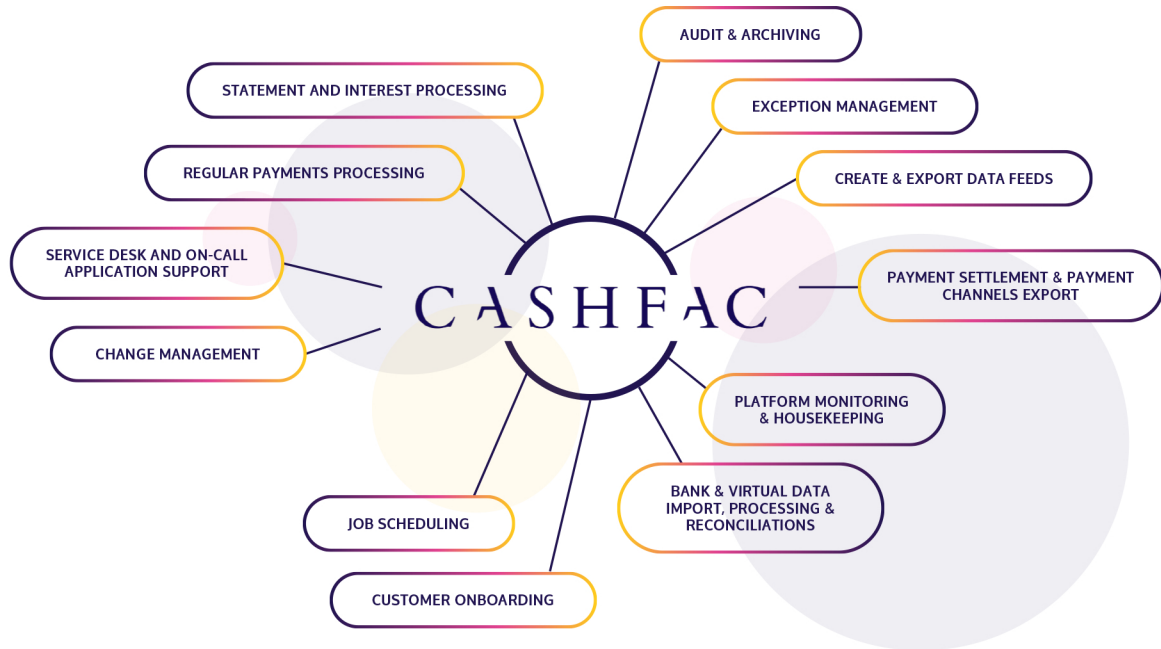 AUDIT & ARCHIVING
STATEMENT AND INTEREST PROCESSING
EXCEPTION MANAGEMENT
REGULAR PAYMENTS PROCESSING
CREATE & EXPORT DATA FEEDS
SERVICE DESK AND ON-CALL
APPLICATION SUPPORT
PAYMENT SETTLEMENT & PAYMENT
CHANNELS EXPORT
CASHFAC
CHANGE MANAGEMENT
PLATFORM MONITORING
& HOUSEKEEPING
BANK & VIRTUAL DATA
IMPORT, PROCESSING &
RECONCILIATIONS
JOB SCHEDULING
CUSTOMER ONBOARDING